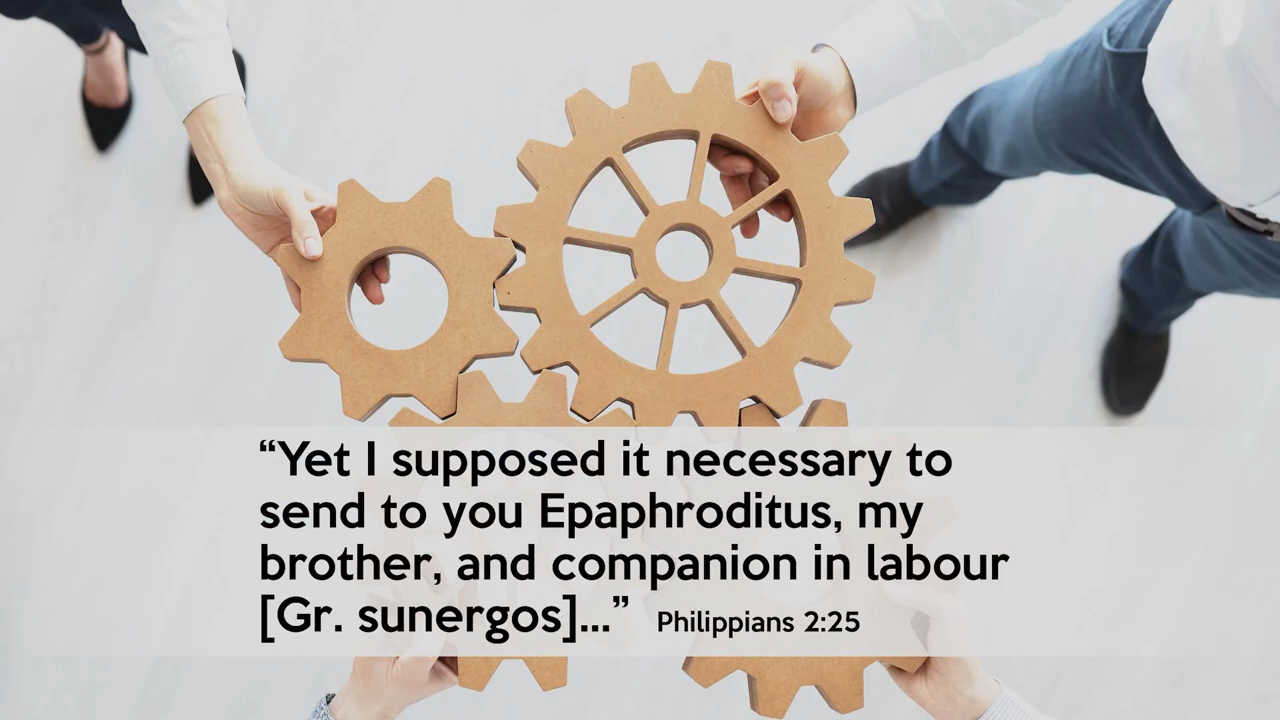 “Yet I supposed it necessary to
send to you Epaphroditus, my
brother, and companion in labour
[Gr. sunergos]...” Philippians 2:25